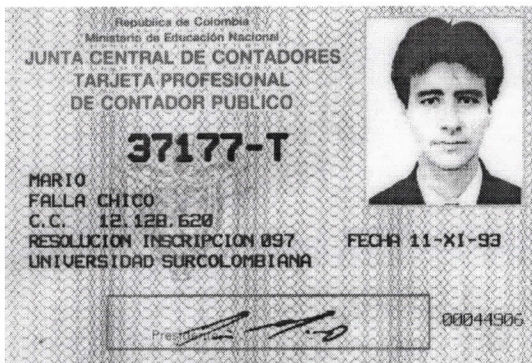 República de Colombia
Ministerio de Educación Nacional
JUNTA CENTRAL DE CONTADORES
TARJETA PROFESIONAL
DE CONTADOR PUBLICO
37177-T
MARIO
FALLA CHICO
C.C. 12.128.620
RESOLUCION INSCRIPCION 097 FECHA 11-XI-93
UNIVERSIDAD SURCOLOMBIANA
00044906